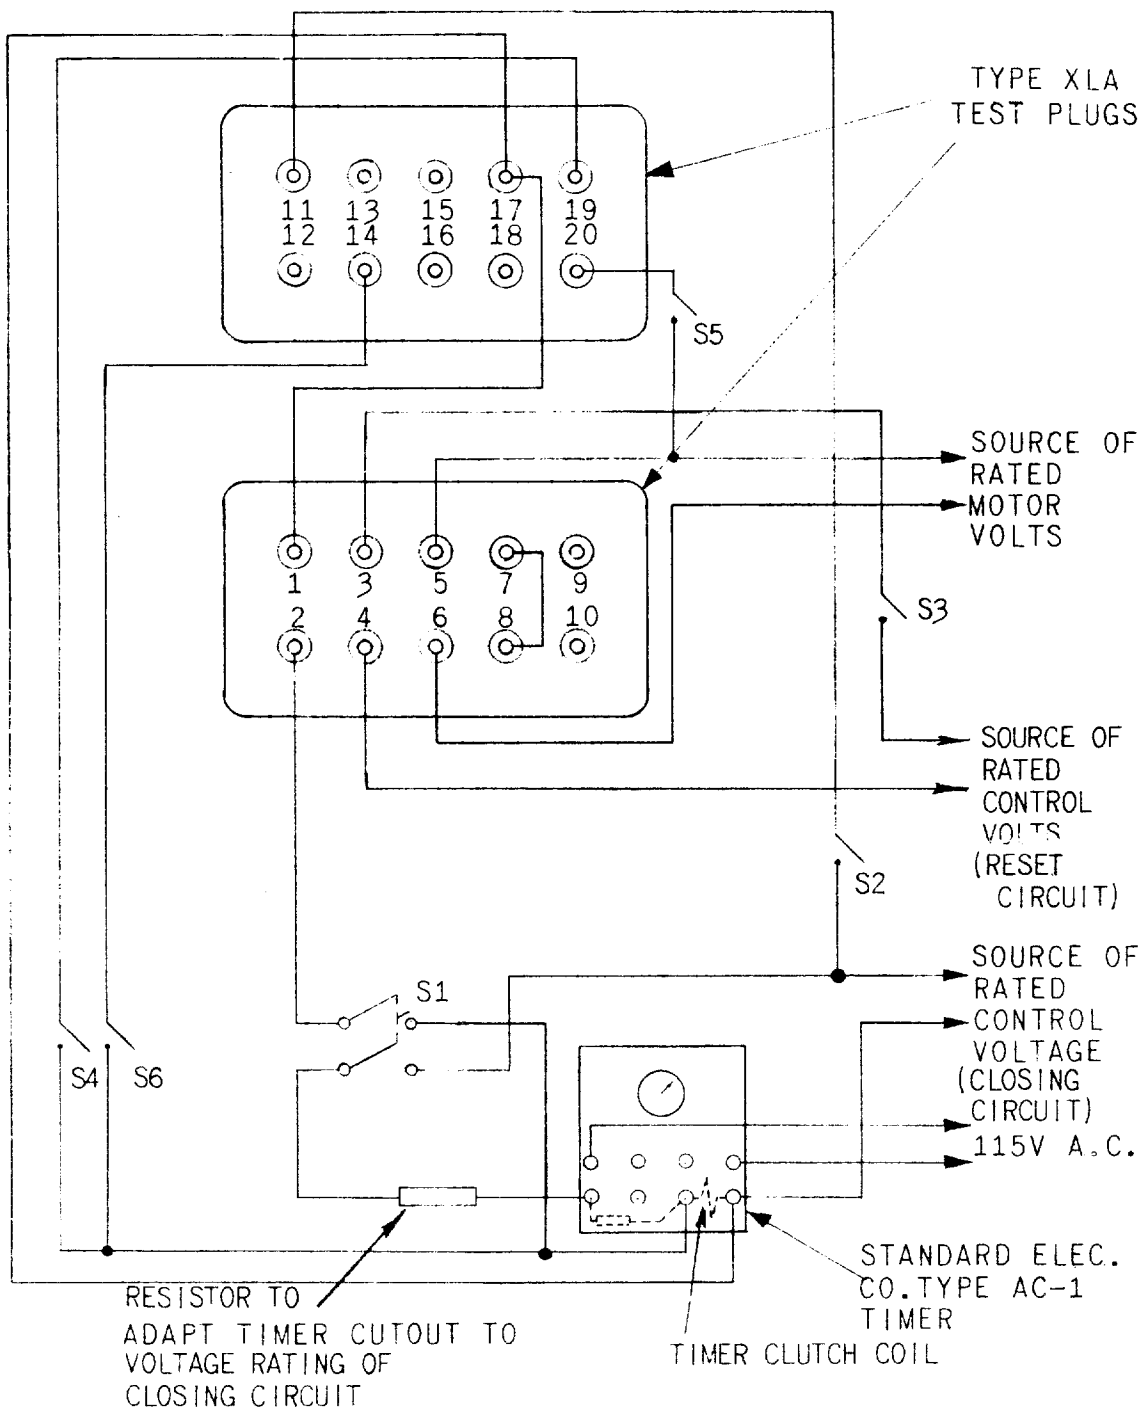 TYPE XLA
TEST PLUGS
11 13 15 17 19
12 14 16 18 20
S5
SOURCE OF
RATED
MOTOR
VOLTS
1 3 5 7 9
2 4 6 8 10
S3
SOURCE OF
RATED
CONTROL
VOLTS
(RESET
CIRCUIT)
S2
SOURCE OF
RATED
CONTROL
VOLTAGE
(CLOSING
CIRCUIT)
115V A.C.
S1
S4 S6
STANDARD ELEC.
CO.TYPE AC-1
TIMER
TIMER CLUTCH COIL
RESISTOR TO
ADAPT TIMER CUTOUT TO
VOLTAGE RATING OF
CLOSING CIRCUIT